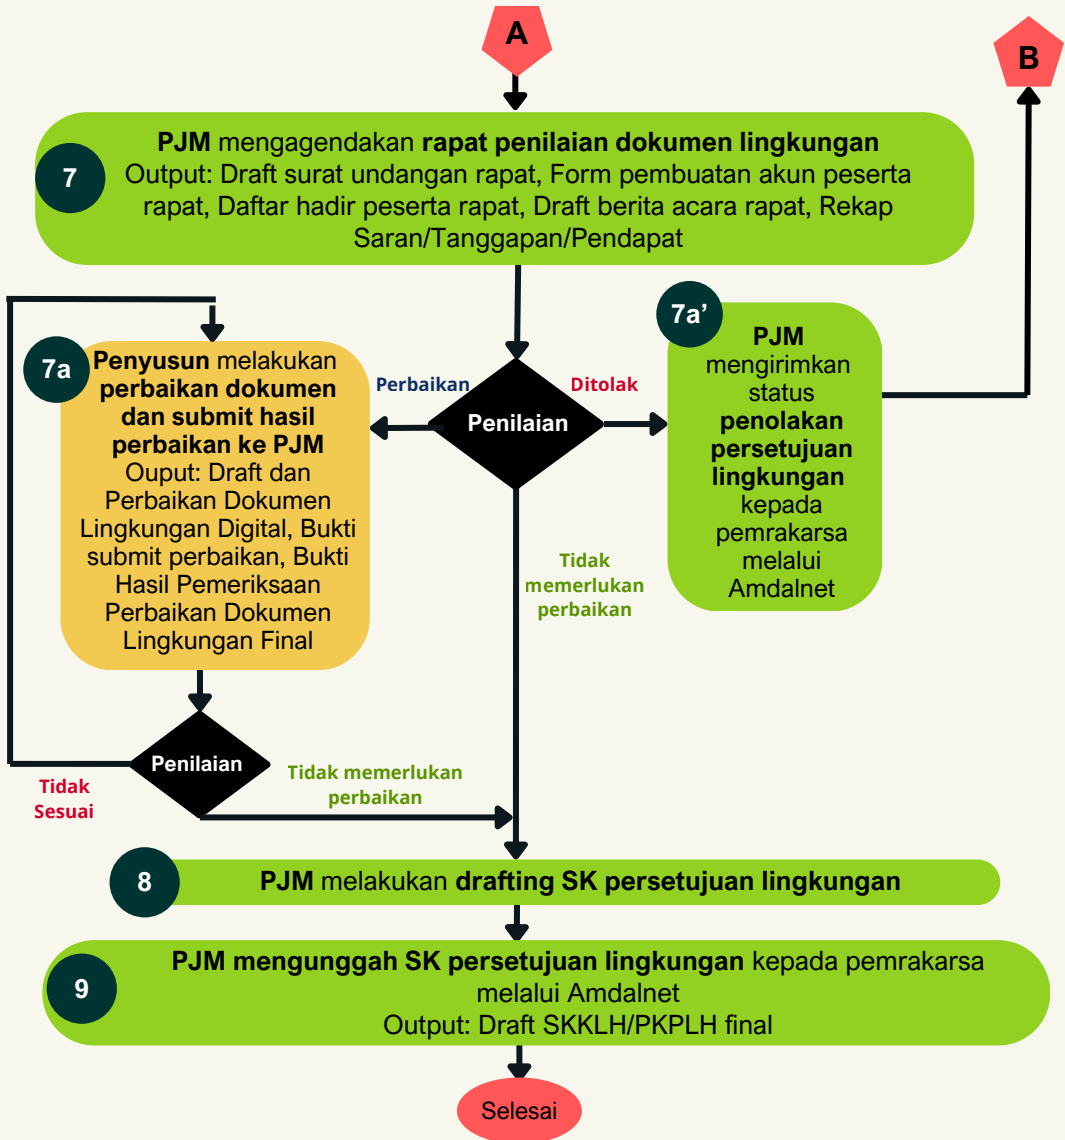 A
B
PJM mengagendakan rapat penilaian dokumen lingkungan
7
Output: Draft surat undangan rapat, Form pembuatan akun peserta
rapat, Daftar hadir peserta rapat, Draft berita acara rapat, Rekap
Saran/Tanggapan/Pendapat
7a
Penyusun melakukan
perbaikan dokumen
dan submit hasil
perbaikan ke PJM
Ouput: Draft dan
Perbaikan Dokumen
Lingkungan Digital, Bukti
submit perbaikan, Bukti
Hasil Pemeriksaan
Perbaikan Dokumen
Lingkungan Final
Perbaikan
Penilaian
Ditolak
7a’
PJM
mengirimkan
status
penolakan
persetujuan
lingkungan
kepada
pemrakarsa
melalui
Amdalnet
Tidak
memerlukan
perbaikan
Penilaian
Tidak
Sesuai
Tidak memerlukan
perbaikan
8
PJM melakukan drafting SK persetujuan lingkungan
9
PJM mengunggah SK persetujuan lingkungan kepada pemrakarsa
melalui Amdalnet
Output: Draft SKKLH/PKPLH final
Selesai